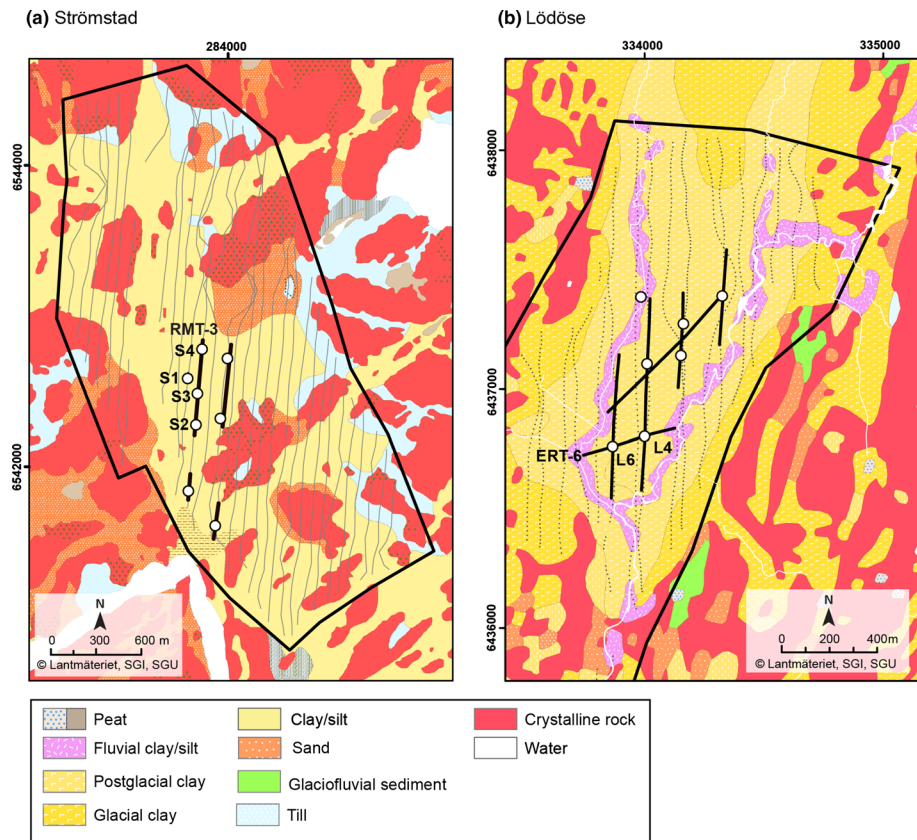 (a) Strömstad
284000
6544000
6542000
RMT-3
S4
S1
S3
S2
N
0 300 600 m
© Lantmäteriet, SGI, SGU
(b) Lödöse
334000 335000
6438000
6437000
6436000
ERT-6
L6
L4
N
0 200 400m
© Lantmäteriet, SGI, SGU
Peat
Fluvial clay/silt
Postglacial clay
Glacial clay
Clay/silt
Sand
Glaciofluvial sediment
Till
Crystalline rock
Water